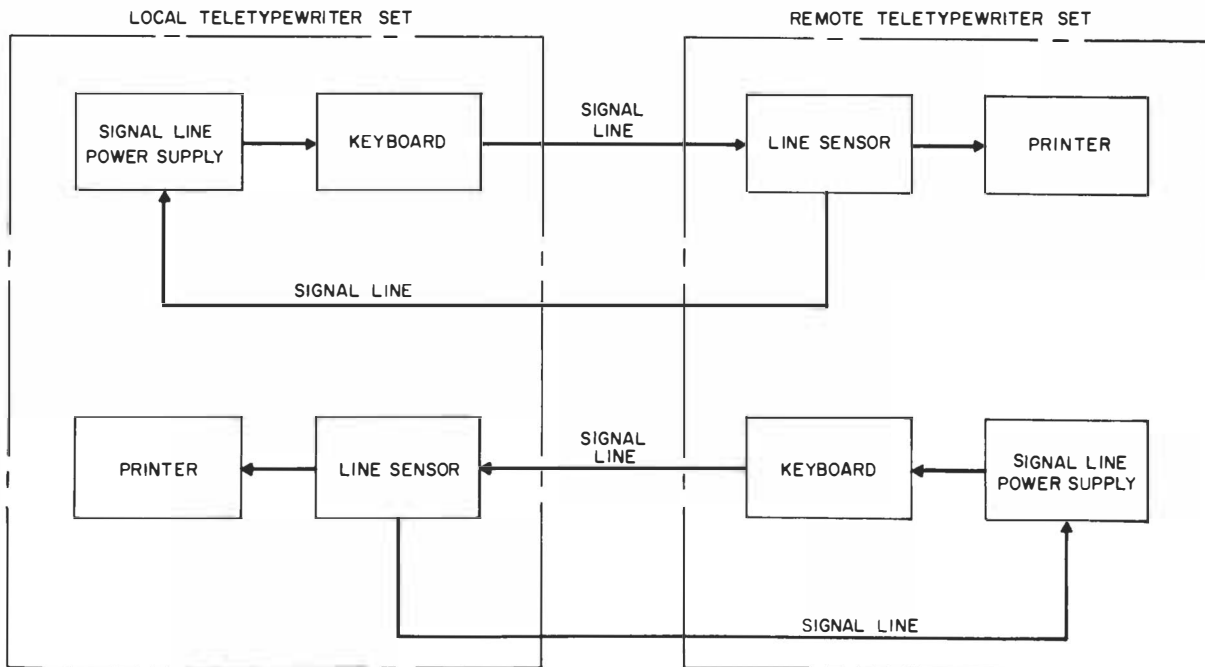 LOCAL TELETYPEWRITER SET
REMOTE TELETYPEWRITER SET
SIGNAL LINE
POWER SUPPLY
KEYBOARD
SIGNAL
LINE
LINE SENSOR
PRINTER
SIGNAL LINE
PRINTER
LINE SENSOR
SIGNAL
LINE
KEYBOARD
SIGNAL LINE
POWER SUPPLY
SIGNAL LINE